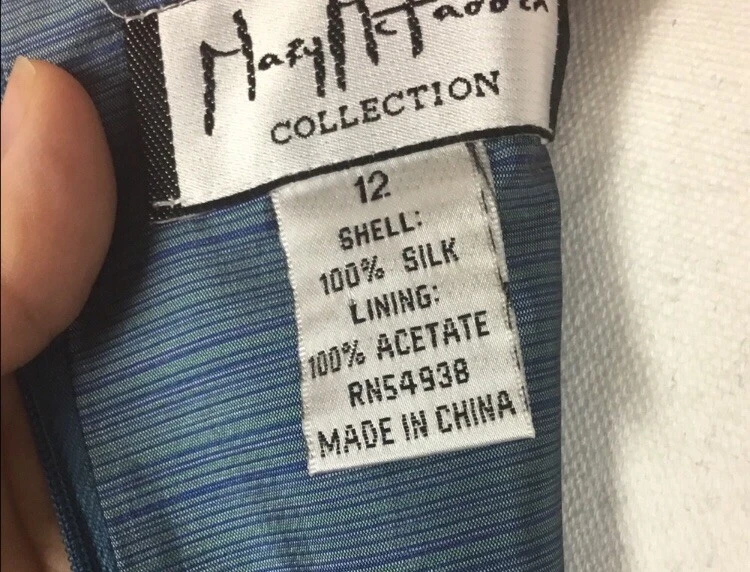 Mary McFadden
COLLECTION
12
SHELL:
100% SILK
LINING:
100% ACETATE
RN54938
MADE IN CHINA